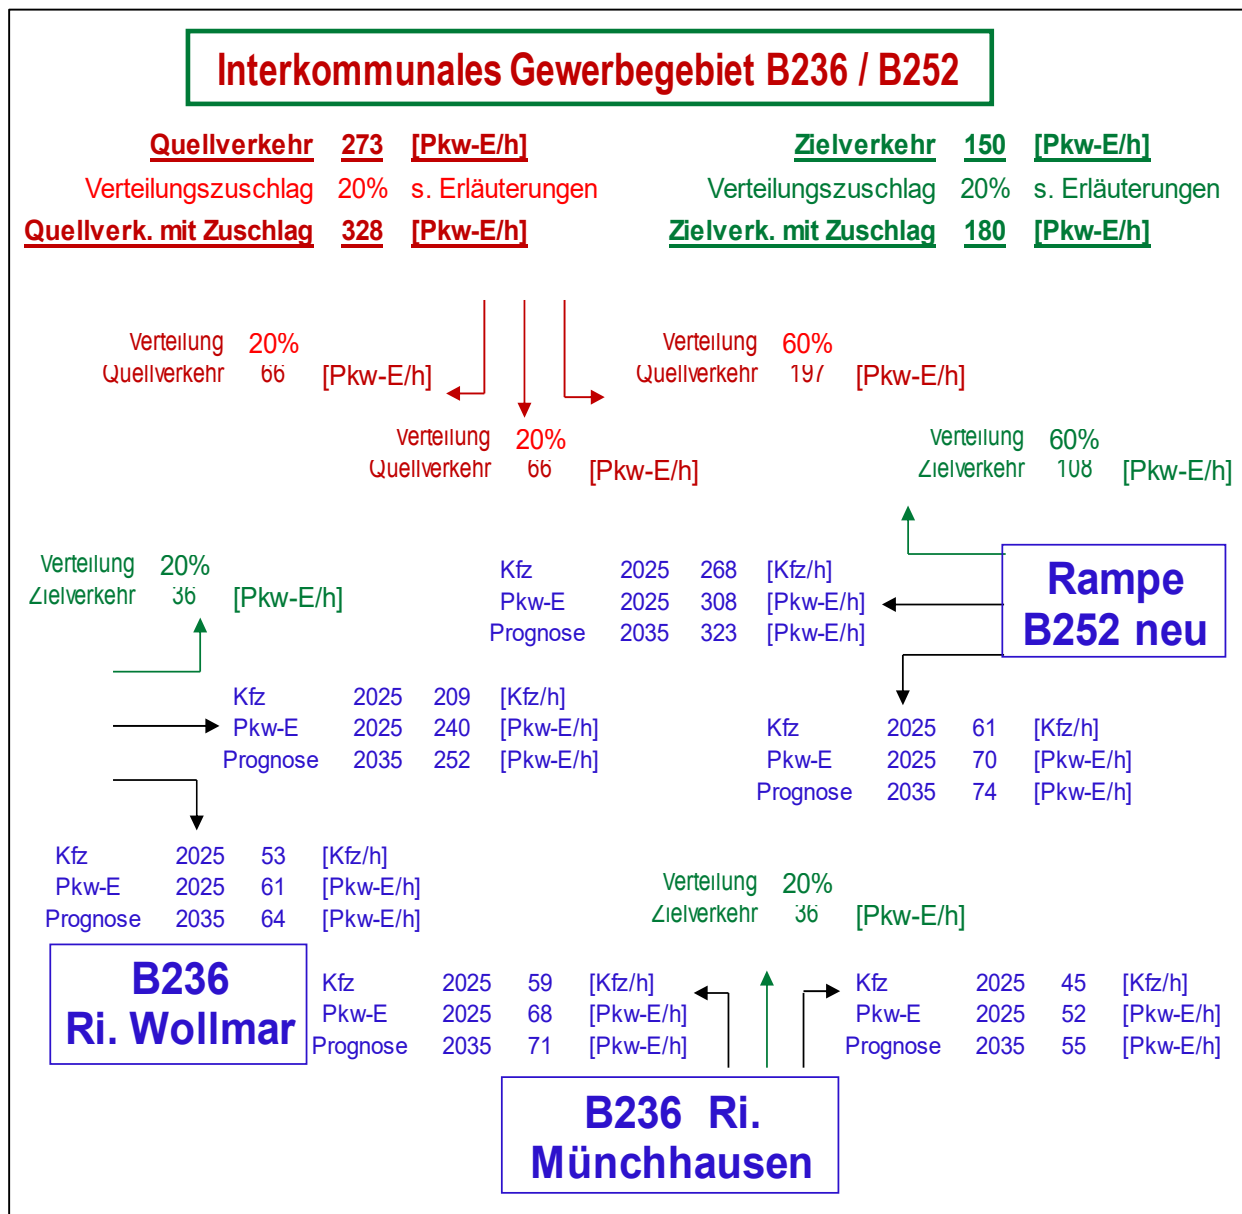 Interkommunales Gewerbegebiet B236 / B252
Quellverkehr 273 [Pkw-E/h]
Zielverkehr 150 [Pkw-E/h]
Verteilungszuschlag 20% s. Erläuterungen
Verteilungszuschlag 20% s. Erläuterungen
Quellverk. mit Zuschlag 328 [Pkw-E/h]
Zielverk. mit Zuschlag 180 [Pkw-E/h]
Verteilung 20%
Quellverkehr 66 [Pkw-E/h]
Verteilung 60%
Quellverkehr 197 [Pkw-E/h]
Verteilung 20%
Quellverkehr 66 [Pkw-E/h]
Verteilung 60%
Zielverkehr 108 [Pkw-E/h]
Verteilung 20%
Zielverkehr 36 [Pkw-E/h]
Kfz 2025 268 [Kfz/h]
Pkw-E 2025 308 [Pkw-E/h]
Prognose 2035 323 [Pkw-E/h]
Rampe
B252 neu
Kfz 2025 209 [Kfz/h]
Pkw-E 2025 240 [Pkw-E/h]
Prognose 2035 252 [Pkw-E/h]
Kfz 2025 61 [Kfz/h]
Pkw-E 2025 70 [Pkw-E/h]
Prognose 2035 74 [Pkw-E/h]
Kfz 2025 53 [Kfz/h]
Pkw-E 2025 61 [Pkw-E/h]
Prognose 2035 64 [Pkw-E/h]
Verteilung 20%
Zielverkehr 36 [Pkw-E/h]
B236
Ri. Wollmar
Kfz 2025 59 [Kfz/h]
Pkw-E 2025 68 [Pkw-E/h]
Prognose 2035 71 [Pkw-E/h]
Kfz 2025 45 [Kfz/h]
Pkw-E 2025 52 [Pkw-E/h]
Prognose 2035 55 [Pkw-E/h]
B236 Ri.
Münchhausen